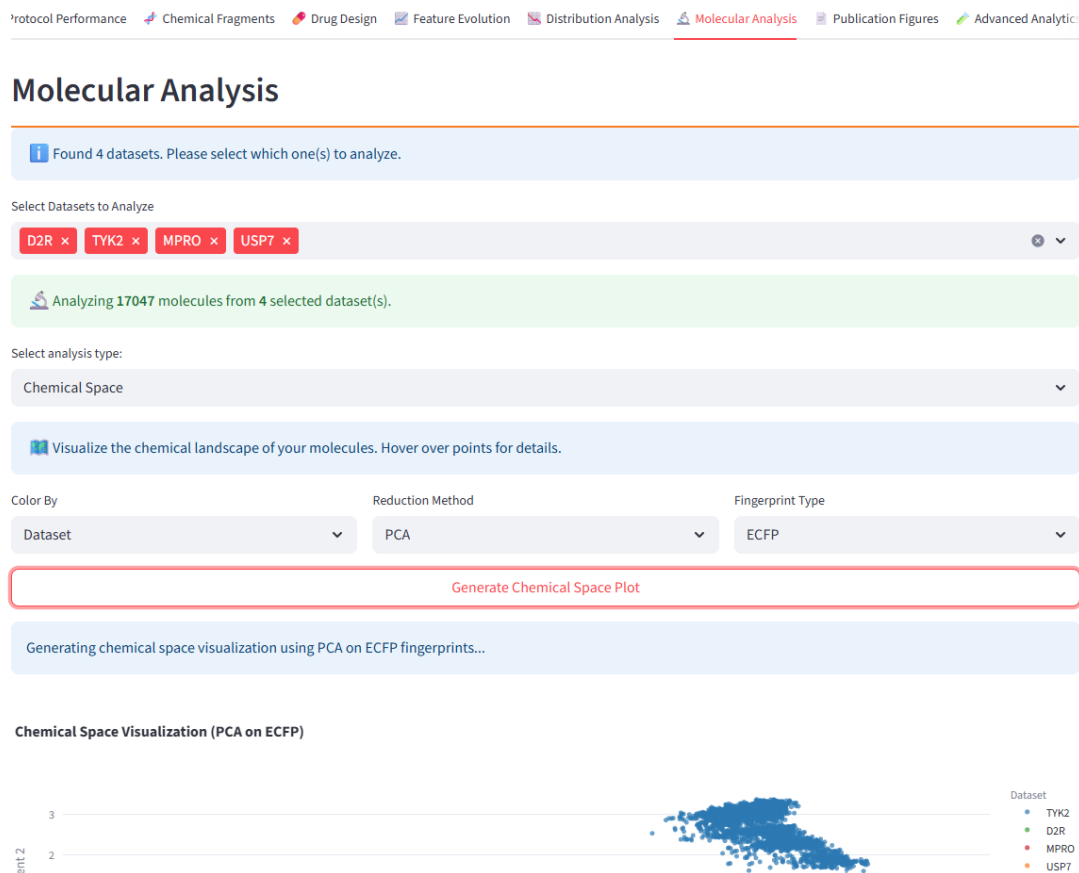 Protocol Performance Chemical Fragments Drug Design Feature Evolution Distribution Analysis Molecular Analysis Publication Figures Advanced Analytics
Molecular Analysis
Found 4 datasets. Please select which one(s) to analyze.
Select Datasets to Analyze
D2R × TYK2 × MPRO × USP7 ×
Analyzing 17047 molecules from 4 selected dataset(s).
Select analysis type:
Chemical Space
Visualize the chemical landscape of your molecules. Hover over points for details.
Color By Reduction Method Fingerprint Type
Dataset PCA ECFP
Generate Chemical Space Plot
Generating chemical space visualization using PCA on ECFP fingerprints...
Chemical Space Visualization (PCA on ECFP)
Dataset
3
TYK2
D2R
MPRO
2
USP7
ent 2